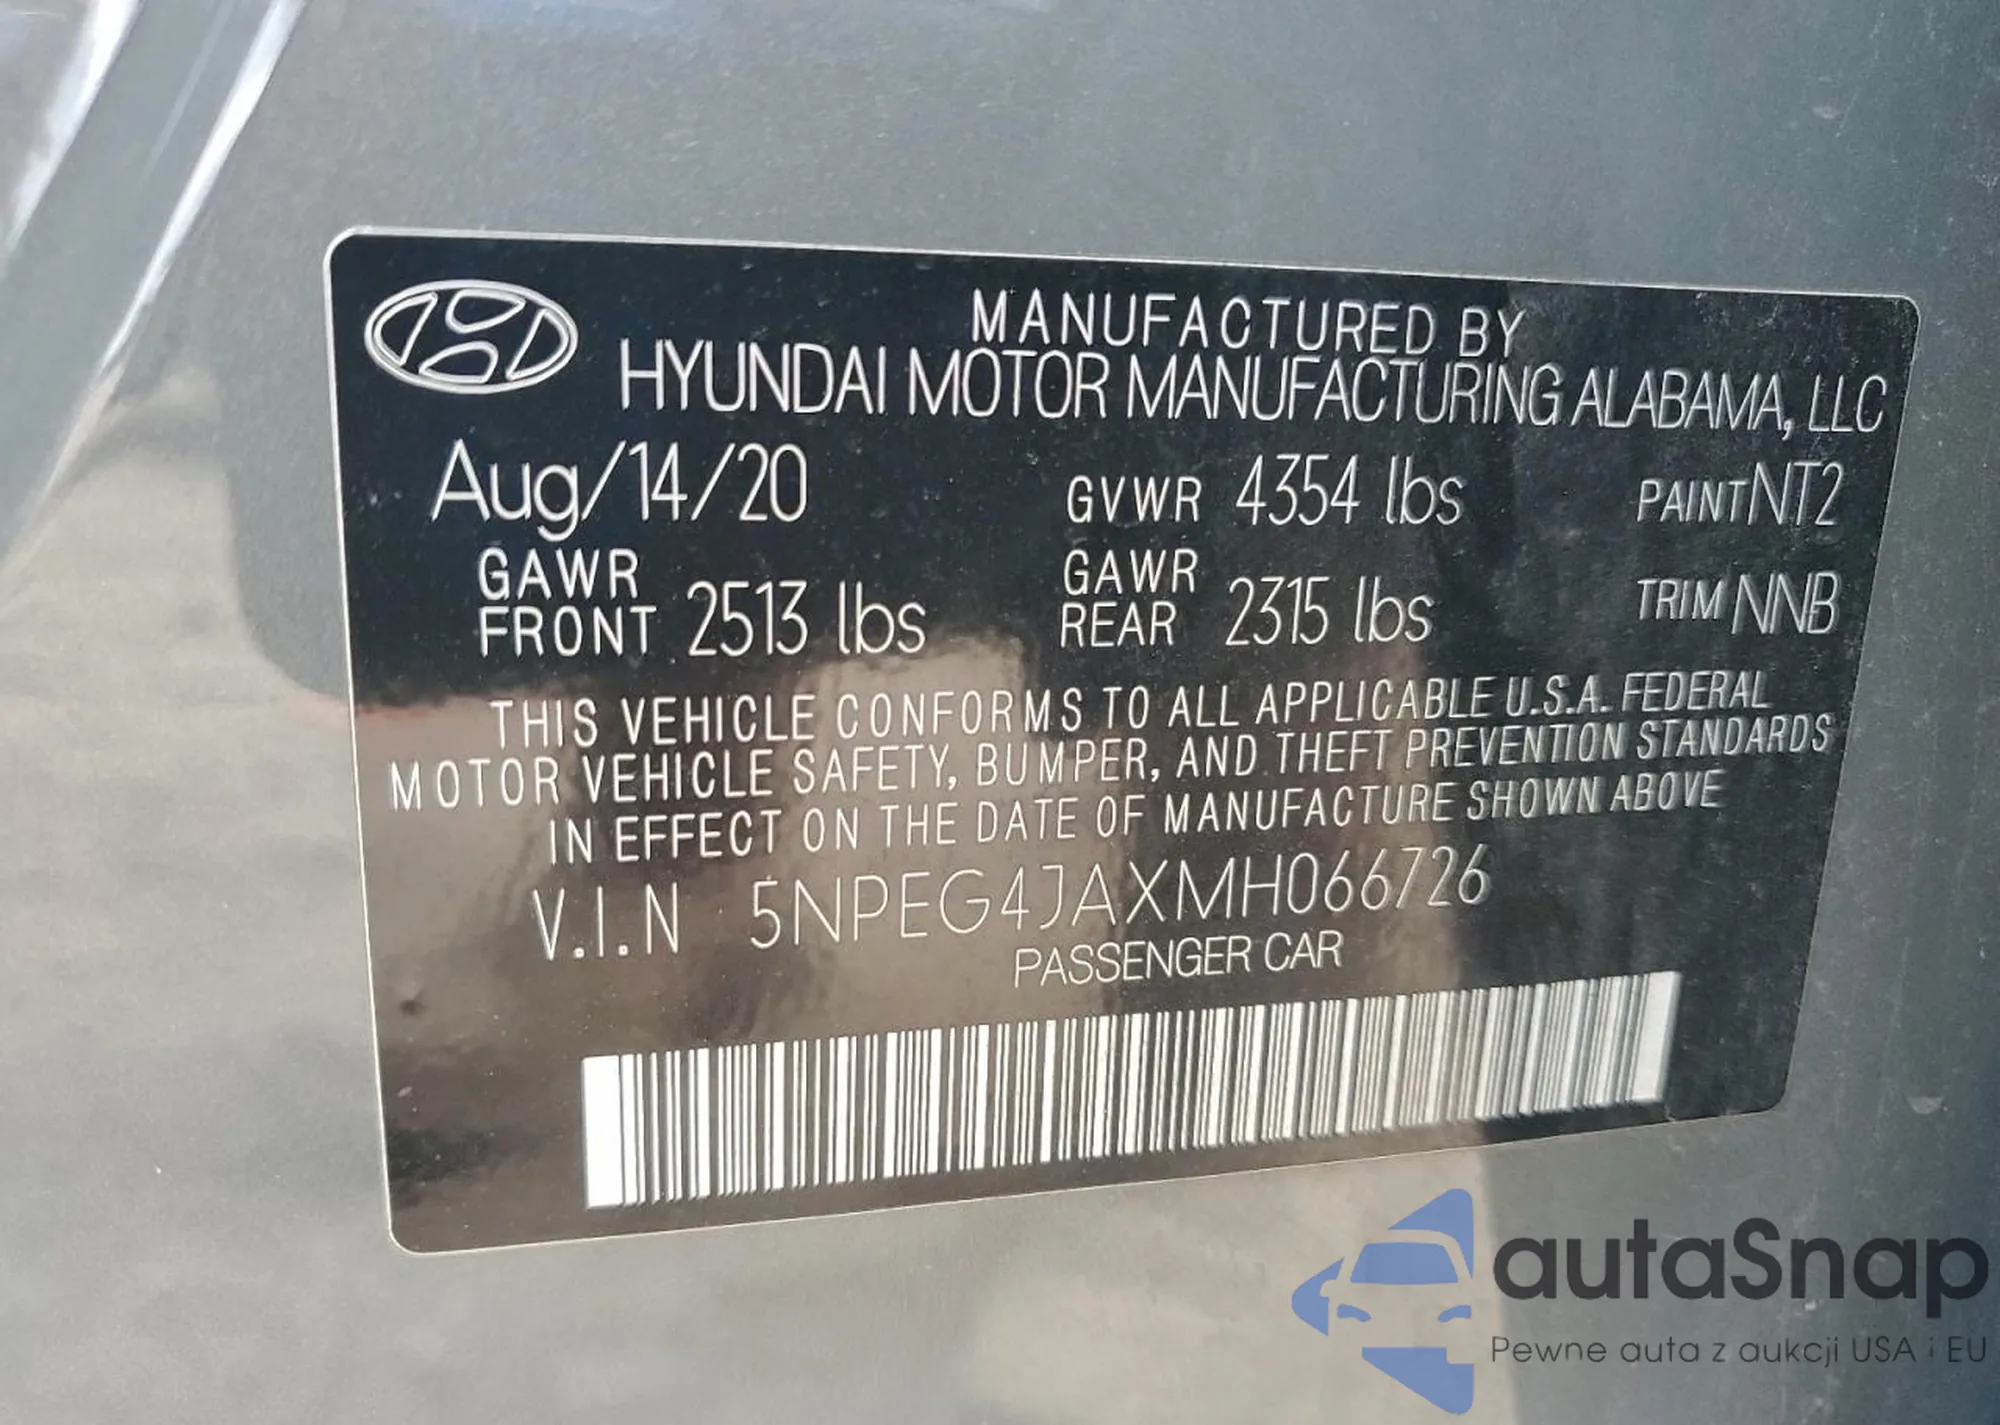 MANUFACTURED BY
HYUNDAI MOTOR MANUFACTURING ALABAMA, LLC
Aug/14/20 GVWR 4354 lbs PAINT NT2
GAWR FRONT 2513 lbs GAWR REAR 2315 lbs TRIM NNB
THIS VEHICLE CONFORMS TO ALL APPLICABLE U.S.A. FEDERAL
MOTOR VEHICLE SAFETY, BUMPER, AND THEFT PREVENTION STANDARDS
IN EFFECT ON THE DATE OF MANUFACTURE SHOWN ABOVE
V.I.N 5NPEG4JAXMH066726
PASSENGER CAR
autaSnap
Pewne auta z aukcji USA i EU